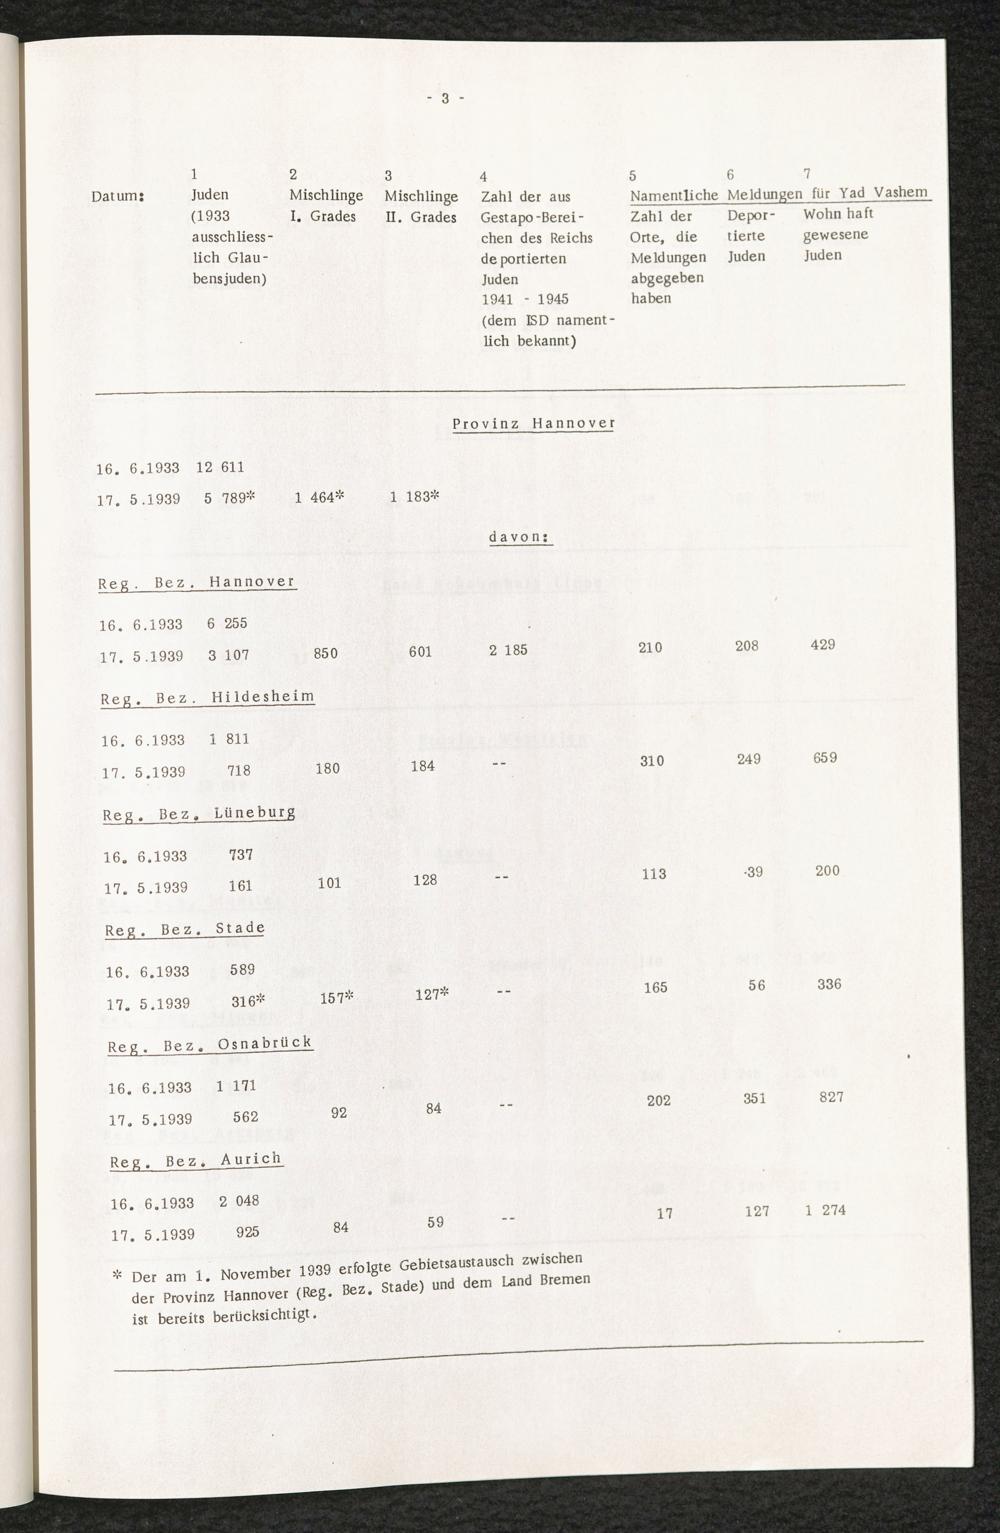 - 3 -
1 2 3 4 5 6 7
Datum: Juden Mischlinge Mischlinge Zahl der aus Namentliche Meldungen für Yad Vashem
(1933 I. Grades II. Grades Gestapo-Berei- Zahl der Depor- Wohnhaft
ausschliess- chen des Reichs Orte, die tierte gewesene
lich Glau- deportierten Meldungen Juden Juden
bensjuden) Juden abgegeben
1941 - 1945 haben
(dem ISD nament-
lich bekannt)
Provinz Hannover
16. 6.1933 12 611
17. 5.1939 5 789* 1 464* 1 183*
davon:
Reg. Bez. Hannover
16. 6.1933 6 255
17. 5.1939 3 107 850 601 2 185 210 208 429
Reg. Bez. Hildesheim
16. 6.1933 1 811
17. 5.1939 718 180 184 -- 310 249 659
Reg. Bez. Lüneburg
16. 6.1933 737
17. 5.1939 161 101 128 -- 113 39 200
Reg. Bez. Stade
16. 6.1933 589
17. 5.1939 316* 157* 127* -- 165 56 336
Reg. Bez. Osnabrück
16. 6.1933 1 171
17. 5.1939 562 92 84 -- 202 351 827
Reg. Bez. Aurich
16. 6.1933 2 048
17. 5.1939 925 84 59 -- 17 127 1 274
* Der am 1. November 1939 erfolgte Gebietsaustausch zwischen
der Provinz Hannover (Reg. Bez. Stade) und dem Land Bremen
ist bereits berücksichtigt.